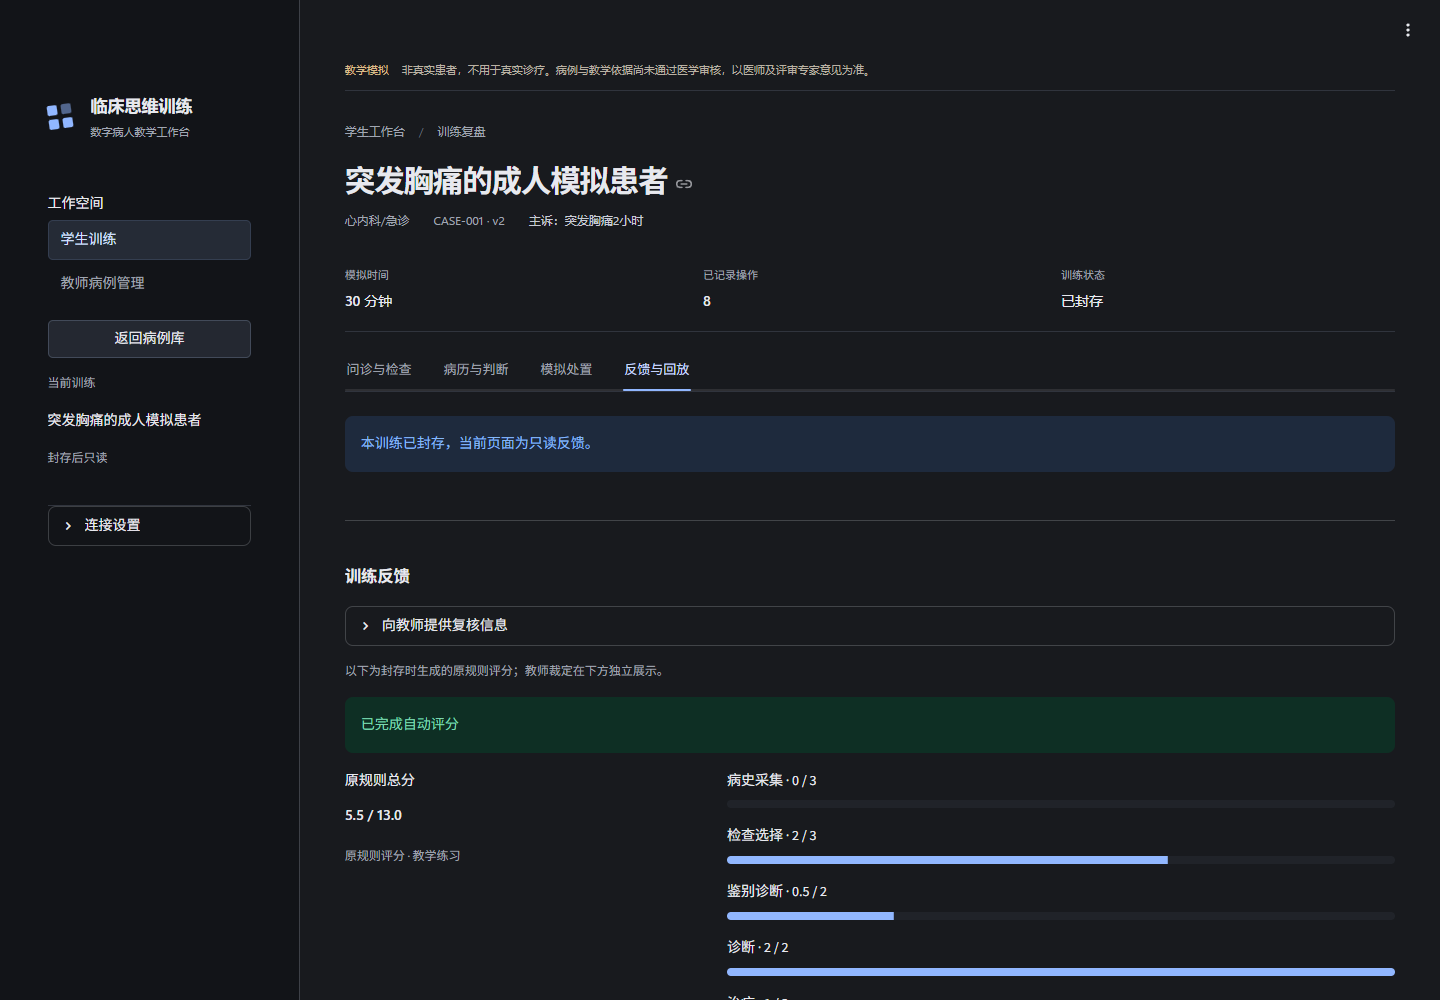 临床思维训练
数字病人教学工作台
工作空间
学生训练
教师病例管理
返回病例库
当前训练
突发胸痛的成人模拟患者
封存后只读
连接设置
教学模拟 非真实患者，不用于真实诊疗。病例与教学依据尚未通过医学审核，以医师及评审专家意见为准。
学生工作台 / 训练复盘
突发胸痛的成人模拟患者
心内科/急诊 CASE-001 · v2 主诉：突发胸痛2小时
模拟时间 已记录操作 训练状态
30 分钟 8 已封存
问诊与检查 病历与判断 模拟处置 反馈与回放
本训练已封存，当前页面为只读反馈。
训练反馈
向教师提供复核信息
以下为封存时生成的原规则评分；教师裁定在下方独立展示。
已完成自动评分
原规则总分
5.5 / 13.0
原规则评分 · 教学练习
病史采集 · 0 / 3
检查选择 · 2 / 3
鉴别诊断 · 0.5 / 2
诊断 · 2 / 2